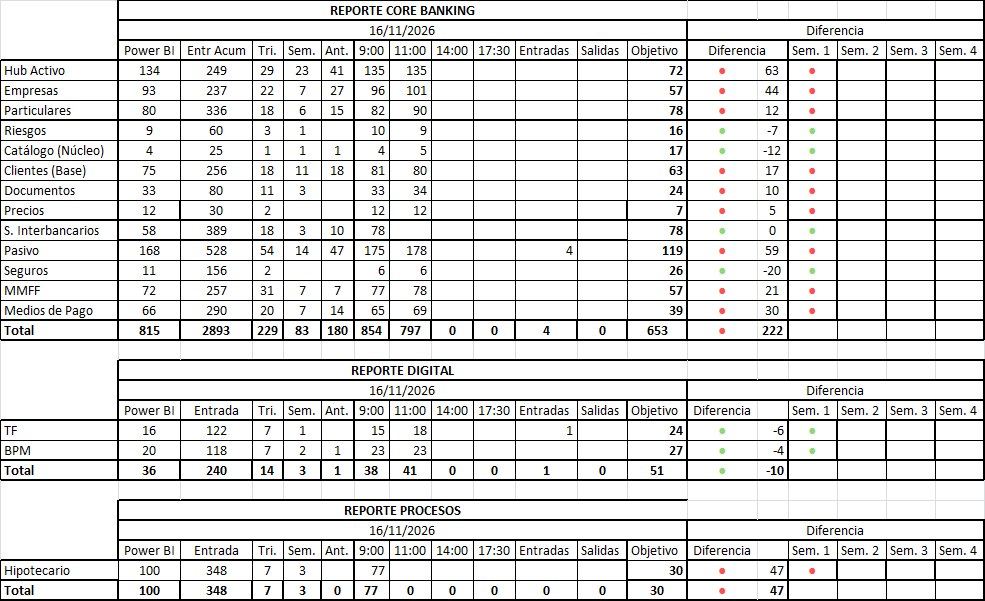 REPORTE CORE BANKING
16/11/2026 Diferencia
Power BI Entr Acum Tri. Sem. Ant. 9:00 11:00 14:00 17:30 Entradas Salidas Objetivo Diferencia Sem. 1 Sem. 2 Sem. 3 Sem. 4
Hub Activo 134 249 29 23 41 135 135 72 63
Empresas 93 237 22 7 27 96 101 57 44
Particulares 80 336 18 6 15 82 90 78 12
Riesgos 9 60 3 1 10 9 16 -7
Catálogo (Núcleo) 4 25 1 1 1 4 5 17 -12
Clientes (Base) 75 256 18 11 18 81 80 63 17
Documentos 33 80 11 3 33 34 24 10
Precios 12 30 2 12 12 7 5
S. Interbancarios 58 389 18 3 10 78 78 0
Pasivo 168 528 54 14 47 175 178 4 119 59
Seguros 11 156 2 6 6 26 -20
MMFF 72 257 31 7 7 77 78 57 21
Medios de Pago 66 290 20 7 14 65 69 39 30
Total 815 2893 229 83 180 854 797 0 0 4 0 653 222
REPORTE DIGITAL
16/11/2026 Diferencia
Power BI Entrada Tri. Sem. Ant. 9:00 11:00 14:00 17:30 Entradas Salidas Objetivo Diferencia Sem. 1 Sem. 2 Sem. 3 Sem. 4
TF 16 122 7 1 15 18 1 24 -6
BPM 20 118 7 2 1 23 23 27 -4
Total 36 240 14 3 1 38 41 0 0 1 0 51 -10
REPORTE PROCESOS
16/11/2026 Diferencia
Power BI Entrada Tri. Sem. Ant. 9:00 11:00 14:00 17:30 Entradas Salidas Objetivo Diferencia Sem. 1 Sem. 2 Sem. 3 Sem. 4
Hipotecario 100 348 7 3 77 30 47
Total 100 348 7 3 0 77 0 0 0 0 0 30 47